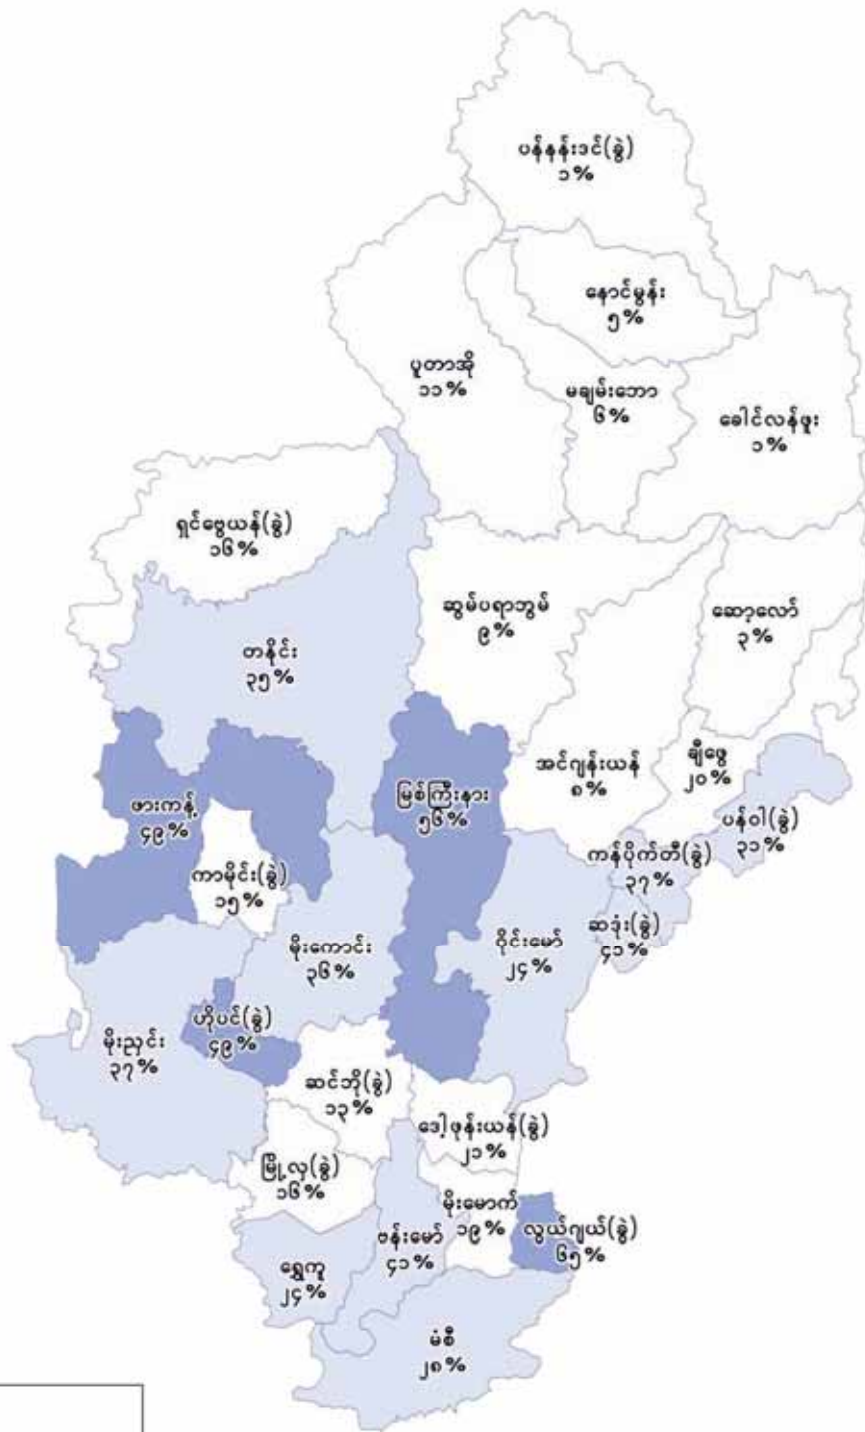 ပန်နန်းဒင်(ခွဲ)
၁%
နောင်မွန်း
၅%
ပူတာအို
၁၁%
မချမ်းဘော
၆%
ခေါင်လန်ဖူး
၁%
ရှင်ဗွေယန်(ခွဲ)
၁၆%
ဆွမ်ပရာဘွမ်
၉%
ဆော့လော်
၃%
တနိုင်း
၃၅%
အင်ဂျန်းယန်
၈%
ချီဖွေ
၂၀%
မြစ်ကြီးနား
၅၆%
ဖားကန့်
၄၉%
ပန်ဝါ(ခွဲ)
၃၁%
ကန်ပိုက်တီ(ခွဲ)
၃၇%
ကာမိုင်း(ခွဲ)
၁၅%
ဆဒုံး(ခွဲ)
၄၁%
မိုးကောင်း
၃၆%
ဝိုင်းမော်
၂၄%
ဟိုပင်(ခွဲ)
၄၉%
မိုးညှင်း
၃၇%
ဆင်ဘို(ခွဲ)
၁၃%
ဒေါ့ဖုန်းယန်(ခွဲ)
၂၁%
မြို့လှ(ခွဲ)
၁၆%
မိုးမောက်
၁၉%
လွယ်ဂျယ်(ခွဲ)
၆၅%
ဗန်းမော်
၄၁%
ရွှေကူ
၂၄%
မံစီ
၂၈%